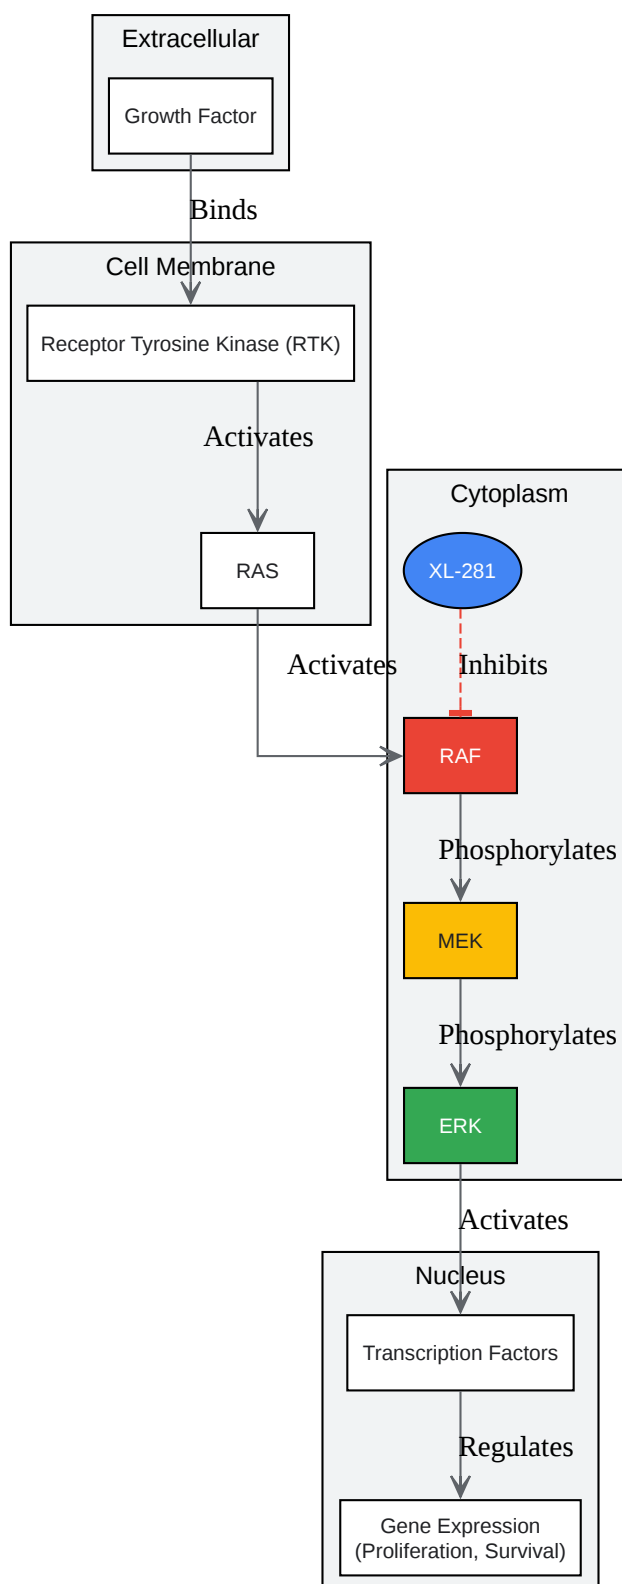 Extracellular
Growth Factor
Binds
Cell Membrane
Receptor Tyrosine Kinase (RTK)
Activates
RAS
Activates
Cytoplasm
XL-281
Inhibits
RAF
Phosphorylates
MEK
Phosphorylates
ERK
Activates
Nucleus
Transcription Factors
Regulates
Gene Expression
(Proliferation, Survival)